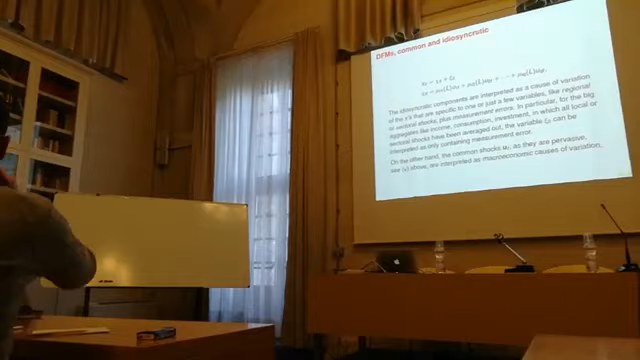 DFMs, common and idiosyncratic
The idiosyncratic components are interpreted as a cause of variation
of the x's that are specific to one or just a few variables, like regional
or sectoral shocks, plus measurement errors. In particular, for the big
aggregates like income, consumption, investment, in which all local or
sectoral shocks have been averaged out, the variable can be
interpreted as only containing measurement error.
On the other hand, the common shocks as they are pervasive,
see above, are interpreted as macroeconomic causes of variation,